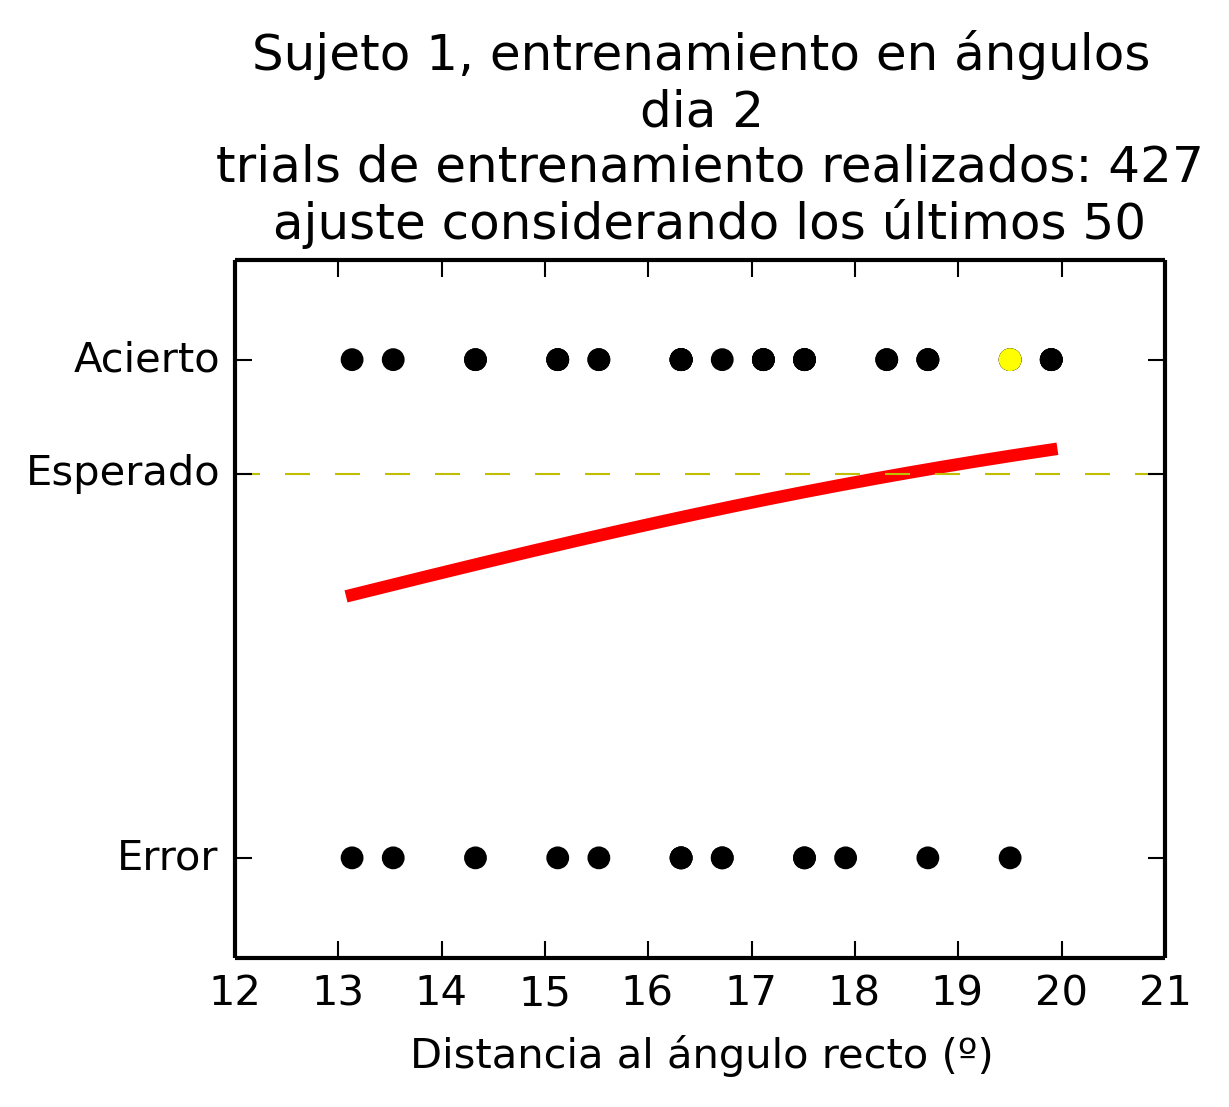 Sujeto 1, entrenamiento en ángulos
dia 2
trials de entrenamiento realizados: 427
ajuste considerando los últimos 50
Acierto
Esperado
Error
12 13 14 15 16 17 18 19 20 21
Distancia al ángulo recto (º)